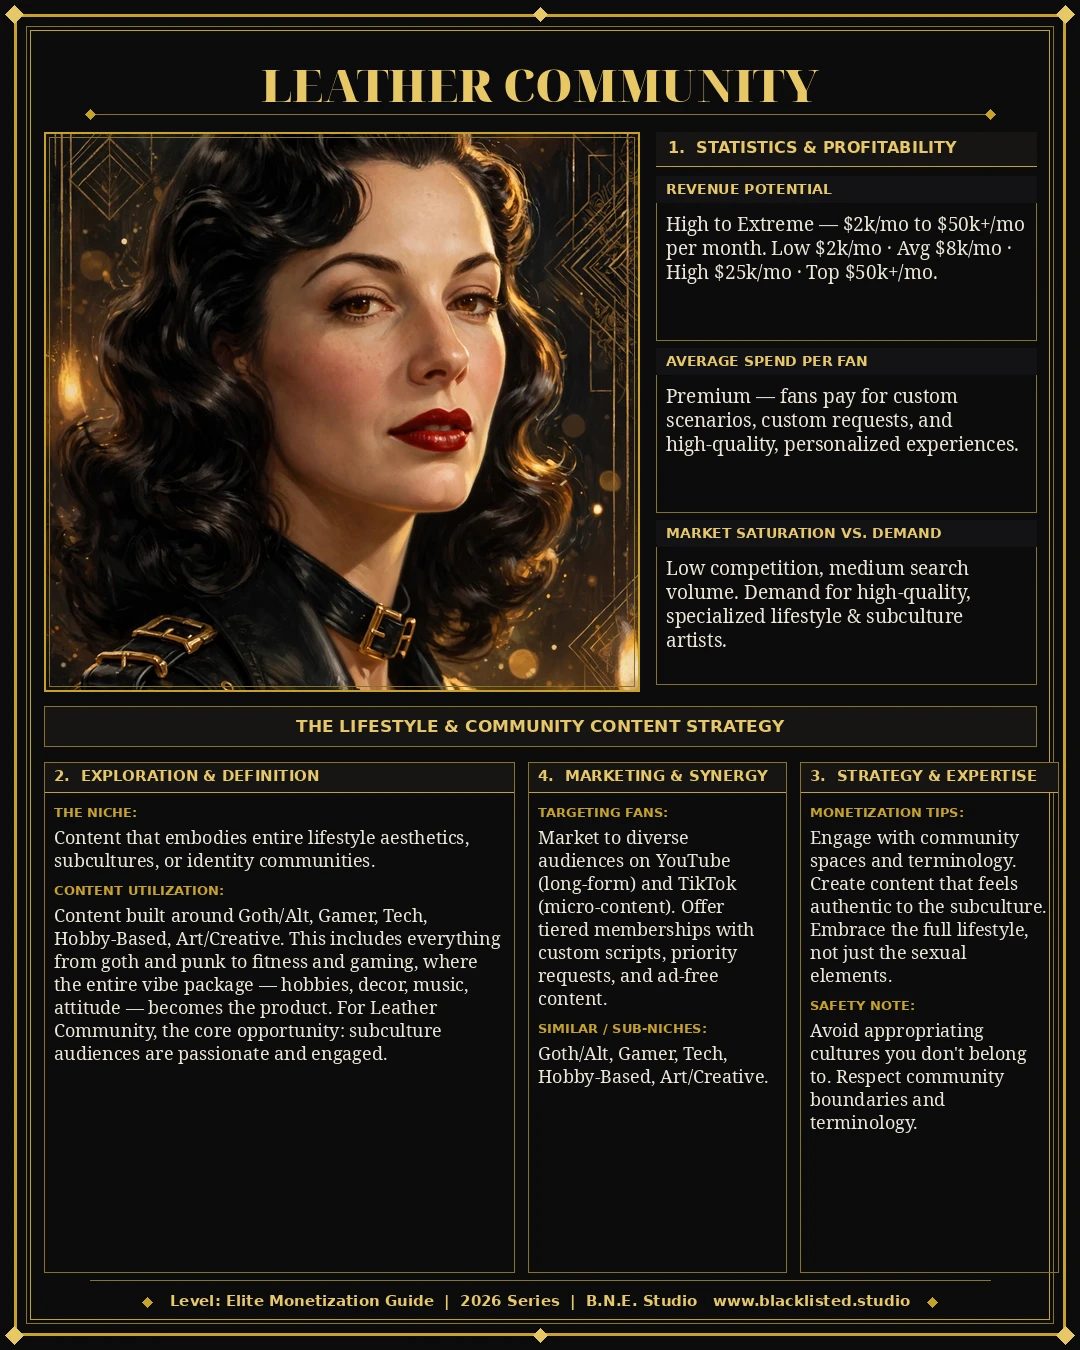 LEATHER COMMUNITY
1. STATISTICS & PROFITABILITY
REVENUE POTENTIAL
High to Extreme — $2k/mo to $50k+/mo
per month. Low $2k/mo · Avg $8k/mo ·
High $25k/mo · Top $50k+/mo.
AVERAGE SPEND PER FAN
Premium — fans pay for custom
scenarios, custom requests, and
high-quality, personalized experiences.
MARKET SATURATION VS. DEMAND
Low competition, medium search
volume. Demand for high-quality,
specialized lifestyle & subculture
artists.
THE LIFESTYLE & COMMUNITY CONTENT STRATEGY
2. EXPLORATION & DEFINITION
THE NICHE:
Content that embodies entire lifestyle aesthetics,
subcultures, or identity communities.
CONTENT UTILIZATION:
Content built around Goth/Alt, Gamer, Tech,
Hobby-Based, Art/Creative. This includes everything
from goth and punk to fitness and gaming, where
the entire vibe package — hobbies, decor, music,
attitude — becomes the product. For Leather
Community, the core opportunity: subculture
audiences are passionate and engaged.
4. MARKETING & SYNERGY
TARGETING FANS:
Market to diverse
audiences on YouTube
(long-form) and TikTok
(micro-content). Offer
tiered memberships with
custom scripts, priority
requests, and ad-free
content.
SIMILAR / SUB-NICHES:
Goth/Alt, Gamer, Tech,
Hobby-Based, Art/Creative.
3. STRATEGY & EXPERTISE
MONETIZATION TIPS:
Engage with community
spaces and terminology.
Create content that feels
authentic to the subculture.
Embrace the full lifestyle,
not just the sexual
elements.
SAFETY NOTE:
Avoid appropriating
cultures you don't belong
to. Respect community
boundaries and
terminology.
Level: Elite Monetization Guide | 2026 Series | B.N.E. Studio www.blacklisted.studio